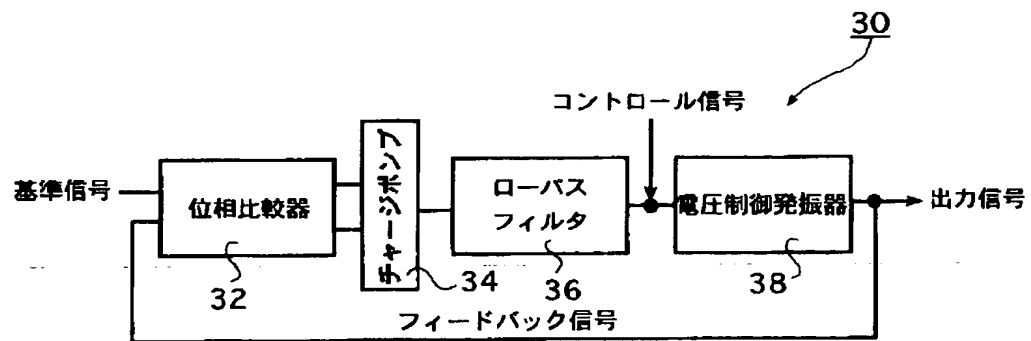 30
コントロール信号
基準信号
位相比較器
チャージポンプ
ローパス
フィルタ
電圧制御発振器
出力信号
32
34
36
38
フィードバック信号